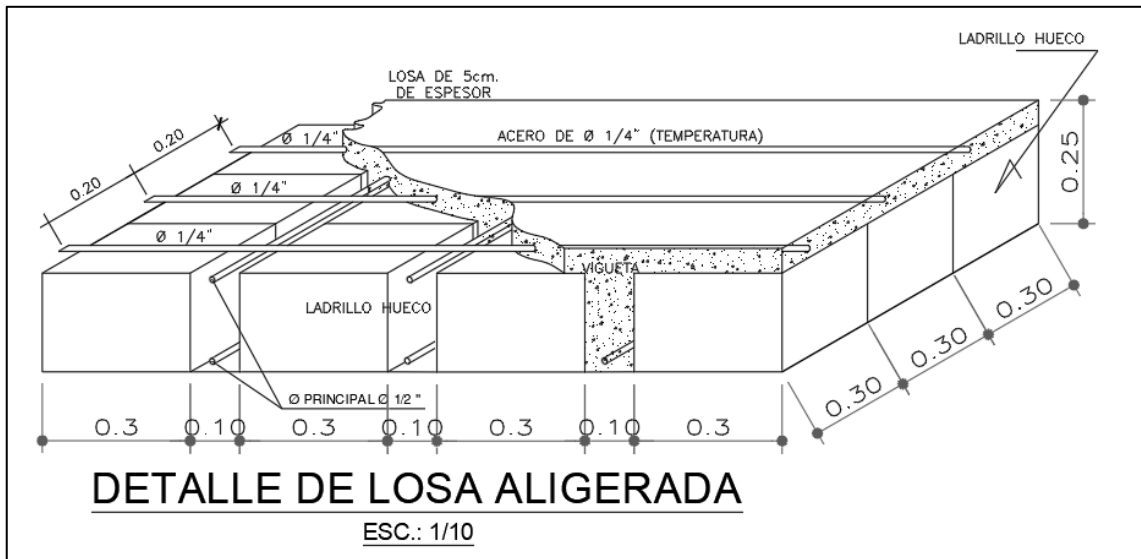 LADRILLO HUECO
LOSA DE 5cm.
DE ESPESOR
0.20
Ø 1/4"
ACERO DE Ø 1/4" (TEMPERATURA)
0.25
0.20
Ø 1/4"
Ø 1/4"
VIGUETA
LADRILLO HUECO
0.30
0.30
0.30
Ø PRINCIPAL Ø 1/2 "
0.3
0.10
0.3
0.10
0.3
0.10
0.3
DETALLE DE LOSA ALIGERADA
ESC.: 1/10